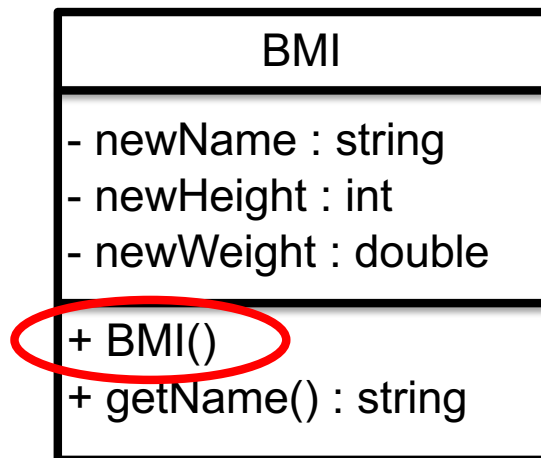 BMI
- newName : string
- newHeight : int
- newWeight : double
+ BMI()
+ getName() : string